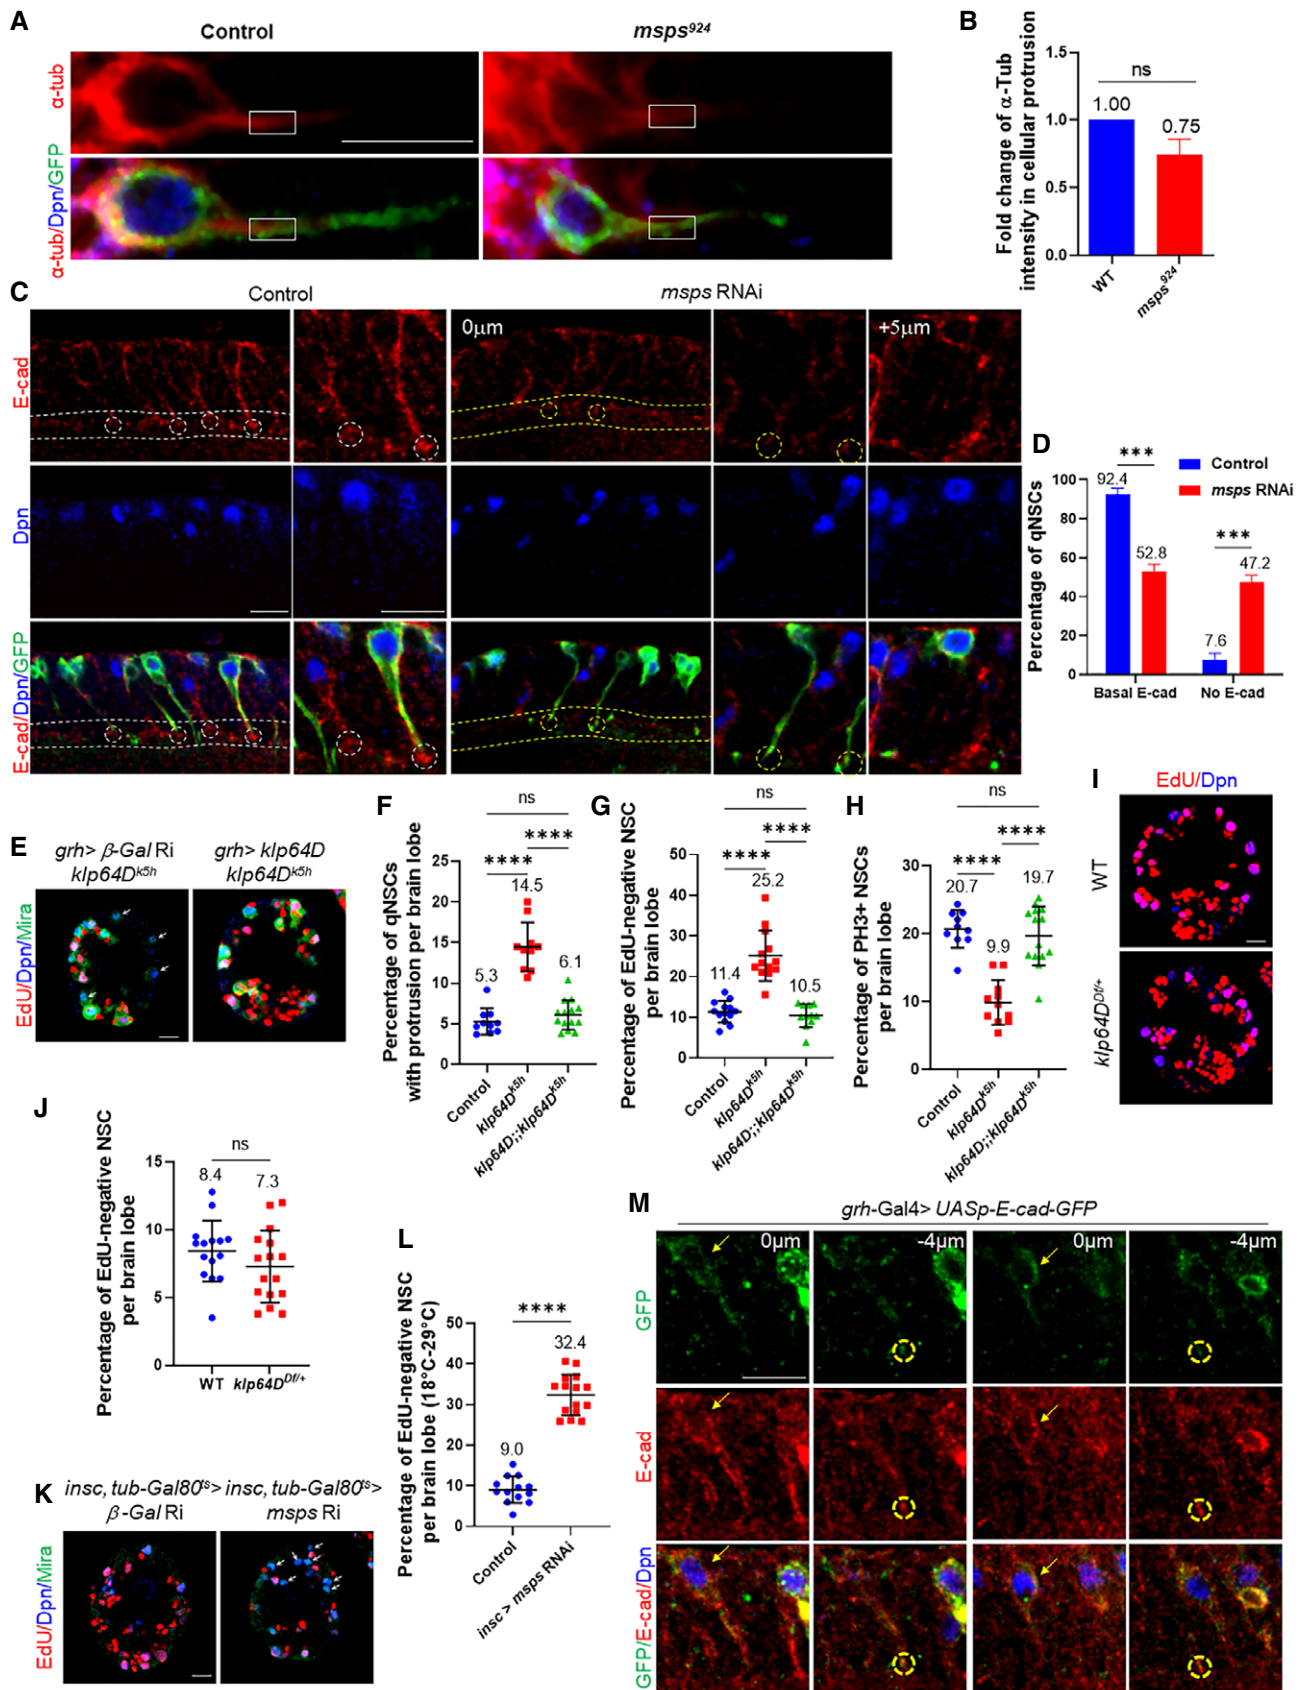 A
Control
msps⁹²⁴
α-tub
α-tub/Dpn/GFP
B
Fold change of α-Tub
intensity in cellular protrusion
1.5
1.0
0.5
0.0
ns
1.00
0.75
WT
msps⁹²⁴
C
Control
msps RNAi
0µm
+5µm
E-cad
Dpn
E-cad/Dpn/GFP
D
Percentage of qNSCs
100
80
60
40
20
0
Control
msps RNAi
***
***
92.4
52.8
7.6
47.2
Basal E-cad
No E-cad
E
grh> β-Gal Ri
klp64Dᵏ⁵ʰ
grh> klp64D
klp64Dᵏ⁵ʰ
EdU/Dpn/Mira
F
Percentage of qNSCs
with protrusion per brain lobe
25
20
15
10
5
0
ns
****
****
5.3
14.5
6.1
Control
klp64Dᵏ⁵ʰ
klp64D;;klp64Dᵏ⁵ʰ
G
Percentage of EdU-negative NSC
per brain lobe
50
40
30
20
10
0
ns
****
****
11.4
25.2
10.5
Control
klp64Dᵏ⁵ʰ
klp64D;;klp64Dᵏ⁵ʰ
H
Percentage of PH3+ NSCs
per brain lobe
30
20
10
0
ns
****
****
20.7
9.9
19.7
Control
klp64Dᵏ⁵ʰ
klp64D;;klp64Dᵏ⁵ʰ
I
EdU/Dpn
WT
klp64Dᴰᶠ/⁺
J
Percentage of EdU-negative NSC
per brain lobe
15
10
5
0
ns
8.4
7.3
WT
klp64Dᴰᶠ/⁺
K
insc, tub-Gal80ᵗˢ>
β-Gal Ri
insc, tub-Gal80ᵗˢ>
msps Ri
EdU/Dpn/Mira
L
Percentage of EdU-negative NSC
per brain lobe (18°C-29°C)
50
40
30
20
10
0
****
9.0
32.4
Control
insc > msps RNAi
M
grh-Gal4> UASp-E-cad-GFP
0µm
-4µm
0µm
-4µm
GFP
E-cad
GFP/E-cad/Dpn